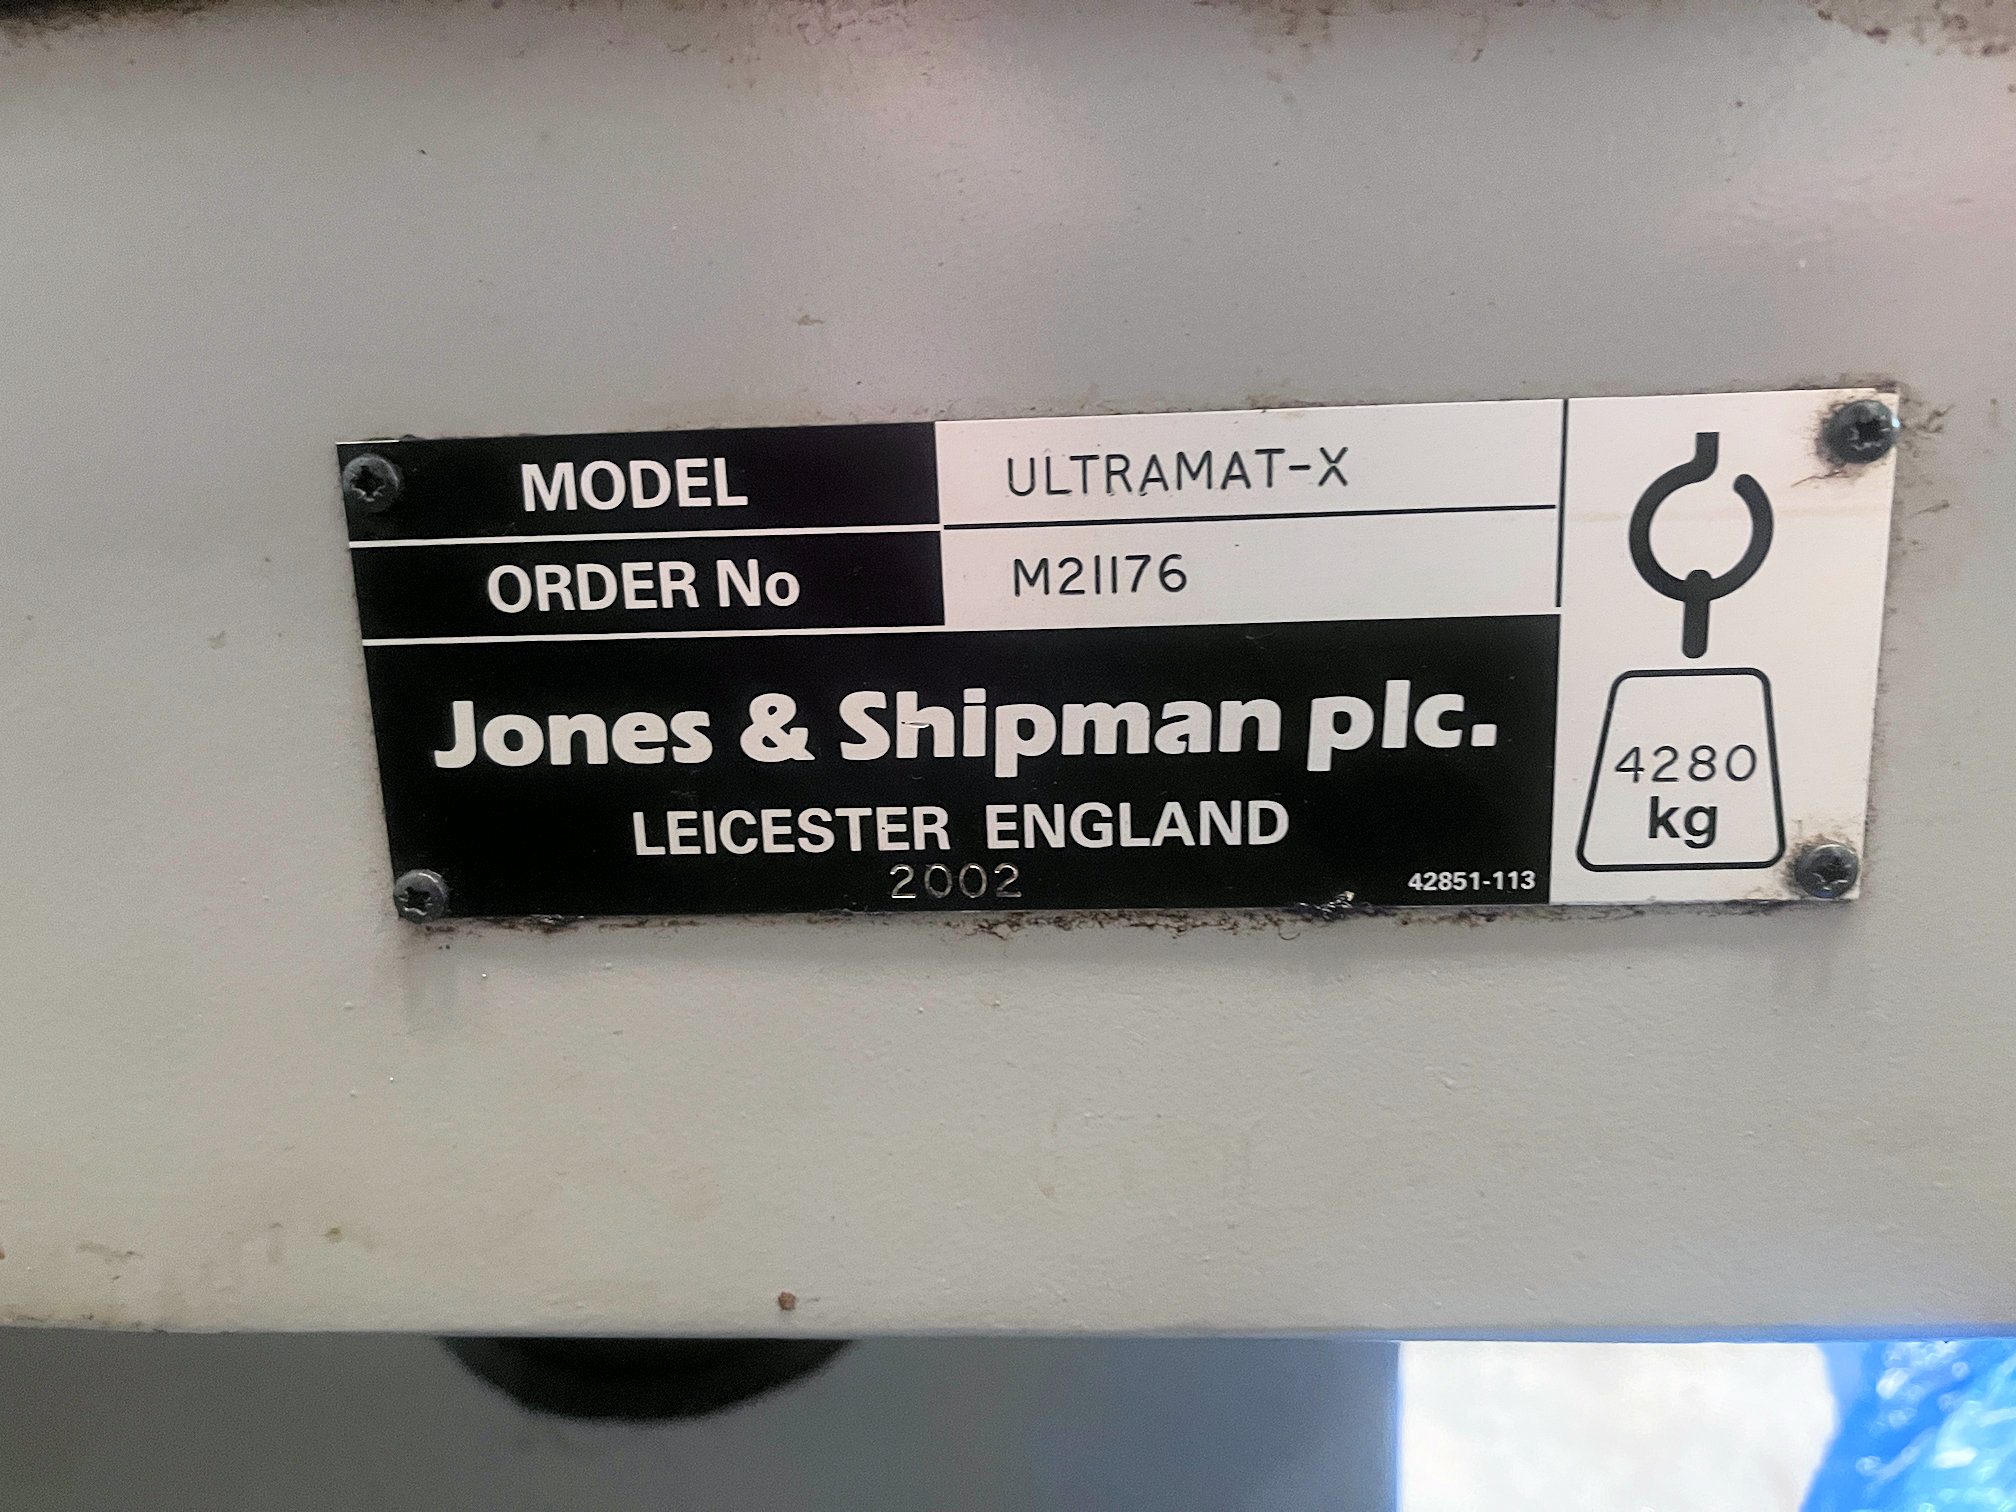 MODEL ULTRAMAT-X
ORDER No M21176
Jones & Shipman plc.
LEICESTER ENGLAND
2002
42851-113
4280
kg